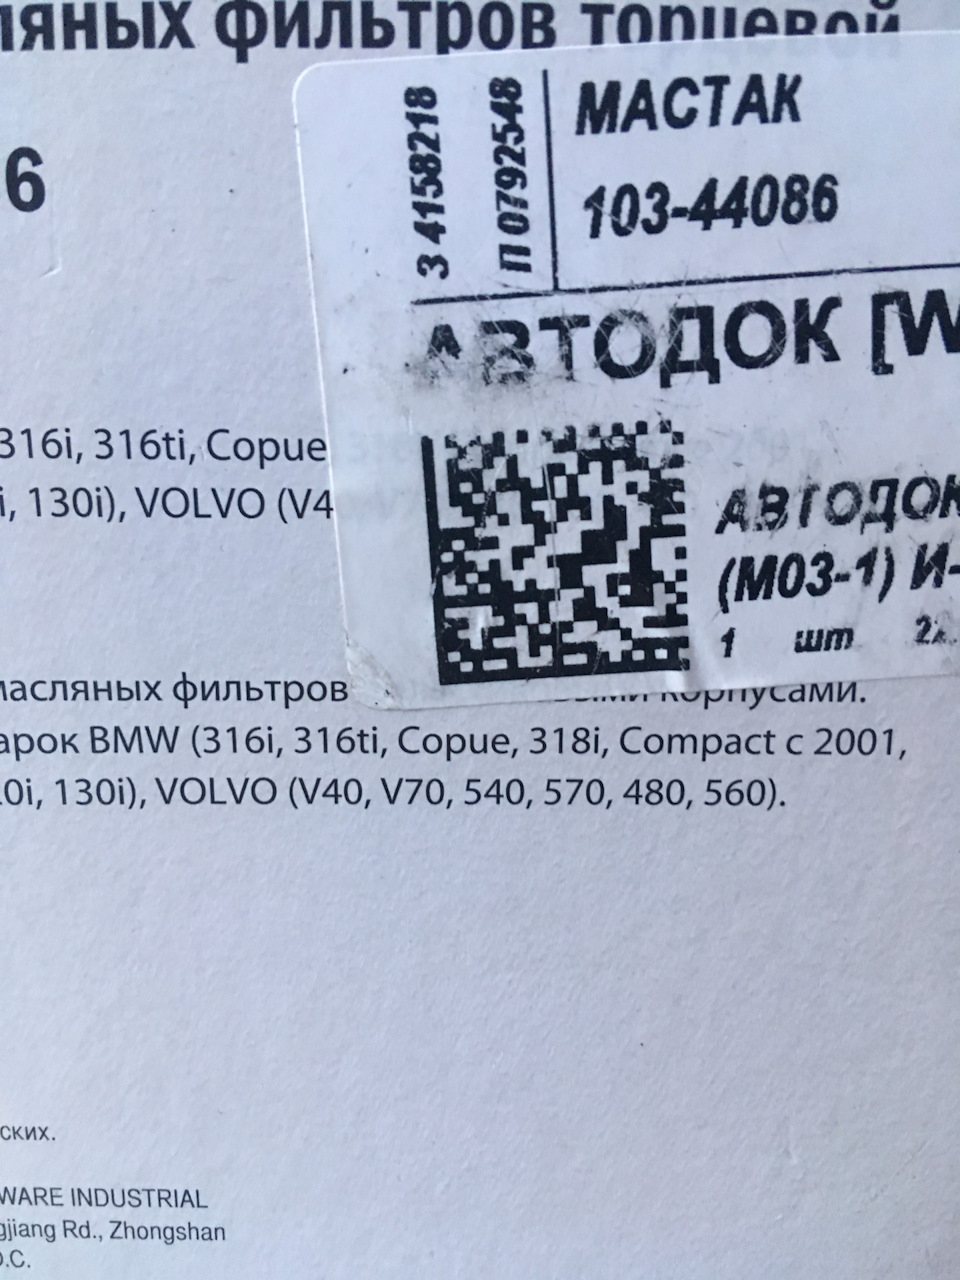 ляных фильтров торцевой
6
3 4158218
П 0792548
МАСТАК
103-44086
АВТОДОК [W
316i, 316ti, Copue
i, 130i), VOLVO (V4
АВТОДОК
(М03-1) И-
1 шт
масляных фильтров корпусами.
арок BMW (316i, 316ti, Copue, 318i, Compact с 2001,
0i, 130i), VOLVO (V40, V70, 540, 570, 480, 560).
ских.
WARE INDUSTRIAL
gjiang Rd., Zhongshan
O.C.